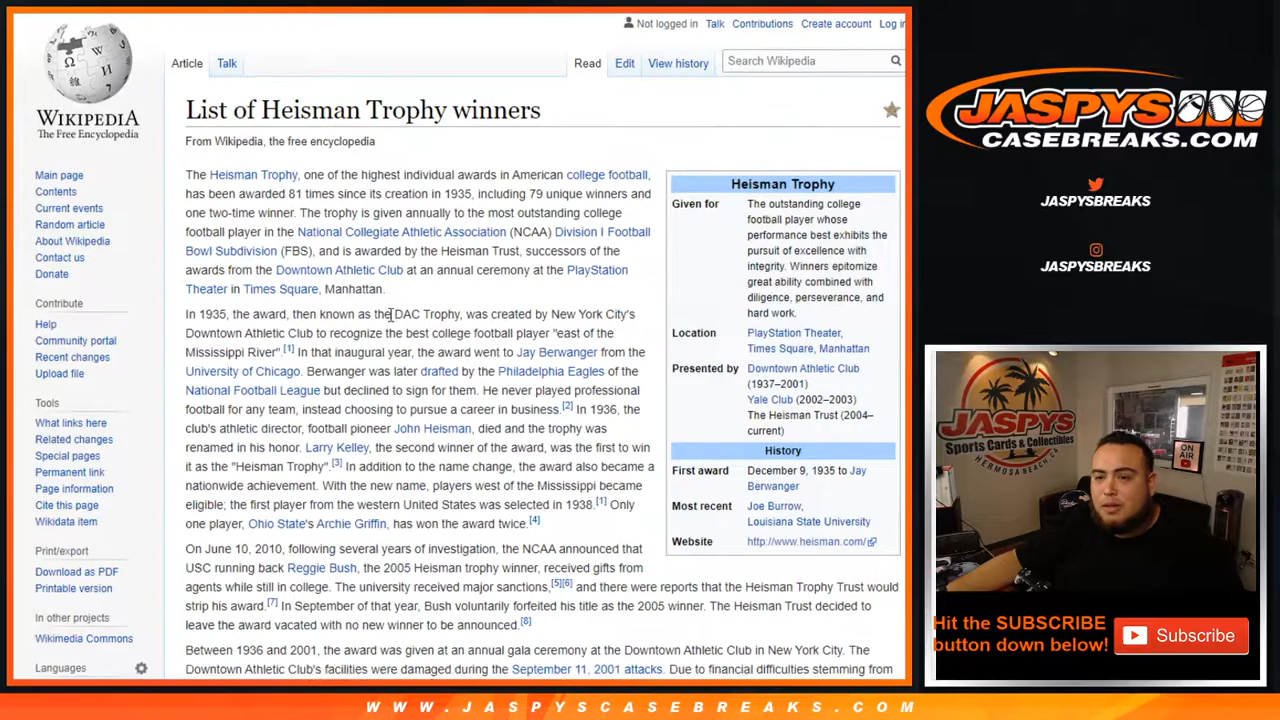 Not logged in Talk Contributions Create account Log in
Article Talk Read Edit View history Search Wikipedia
WIKIPEDIA
The Free Encyclopedia
List of Heisman Trophy winners
From Wikipedia, the free encyclopedia
Main page
Contents
Current events
Random article
About Wikipedia
Contact us
Donate
Contribute
Help
Community portal
Recent changes
Upload file
Tools
What links here
Related changes
Special pages
Permanent link
Page information
Cite this page
Wikidata item
Print/export
Download as PDF
Printable version
In other projects
Wikimedia Commons
Languages
The Heisman Trophy, one of the highest individual awards in American college football,
has been awarded 81 times since its creation in 1935, including 79 unique winners and
one two-time winner. The trophy is given annually to the most outstanding college
football player in the National Collegiate Athletic Association (NCAA) Division I Football
Bowl Subdivision (FBS), and is awarded by the Heisman Trust, successors of the
awards from the Downtown Athletic Club at an annual ceremony at the PlayStation
Theater in Times Square, Manhattan.
In 1935, the award, then known as the DAC Trophy, was created by New York City's
Downtown Athletic Club to recognize the best college football player "east of the
Mississippi River".[1] In that inaugural year, the award went to Jay Berwanger from the
University of Chicago. Berwanger was later drafted by the Philadelphia Eagles of the
National Football League but declined to sign for them. He never played professional
football for any team, instead choosing to pursue a career in business.[2] In 1936, the
club's athletic director, football pioneer John Heisman, died and the trophy was
renamed in his honor. Larry Kelley, the second winner of the award, was the first to win
it as the "Heisman Trophy".[3] In addition to the name change, the award also became a
nationwide achievement. With the new name, players west of the Mississippi became
eligible; the first player from the western United States was selected in 1938.[1] Only
one player, Ohio State's Archie Griffin, has won the award twice.[4]
On June 10, 2010, following several years of investigation, the NCAA announced that
USC running back Reggie Bush, the 2005 Heisman trophy winner, received gifts from
agents while still in college. The university received major sanctions,[5][6] and there were reports that the Heisman Trophy Trust would
strip his award.[7] In September of that year, Bush voluntarily forfeited his title as the 2005 winner. The Heisman Trust decided to
leave the award vacated with no new winner to be announced.[8]
Between 1936 and 2001, the award was given at an annual gala ceremony at the Downtown Athletic Club in New York City. The
Downtown Athletic Club's facilities were damaged during the September 11, 2001 attacks. Due to financial difficulties stemming from
Heisman Trophy
Given for The outstanding college
football player whose
performance best exhibits the
pursuit of excellence with
integrity. Winners epitomize
great ability combined with
diligence, perseverance, and
hard work.
Location PlayStation Theater,
Times Square, Manhattan
Presented by Downtown Athletic Club
(1937–2001)
Yale Club (2002–2003)
The Heisman Trust (2004–
current)
History
First award December 9, 1935 to Jay
Berwanger
Most recent Joe Burrow,
Louisiana State University
Website http://www.heisman.com/
JASPYS
CASEBREAKS.COM
JASPYSBREAKS
JASPYSBREAKS
JASPYS
Sports Cards & Collectibles
HERMOSA BEACH, CA
ON AIR
Hit the SUBSCRIBE
button down below!
Subscribe
WWW.JASPYSCASEBREAKS.COM